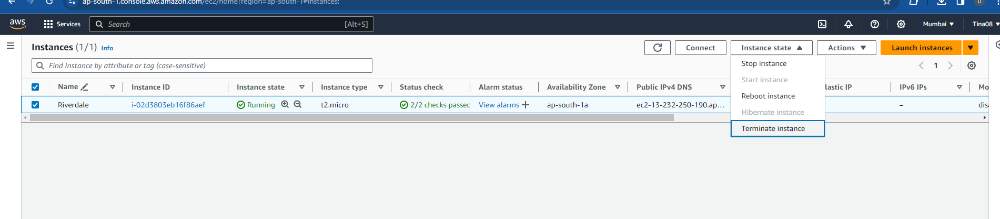 ap-south-1.console.aws.amazon.com/ec2/home?region=ap-south-1#Instances:
D
aws Services Search [Alt+S] Mumbai Tina08
Instances (1/1) Info Connect Instance state Actions Launch instances
Find Instance by attribute or tag (case-sensitive) 1
Stop instance
Start instance
Reboot instance
Hibernate instance
Terminate instance
Name Instance ID Instance state Instance type Status check Alarm status Availability Zone Public IPv4 DNS lastic IP IPv6 IPs Mo
Riverdale i-02d3803eb16f86aef Running t2.micro 2/2 checks passed View alarms + ap-south-1a ec2-13-232-250-190.ap... – disa